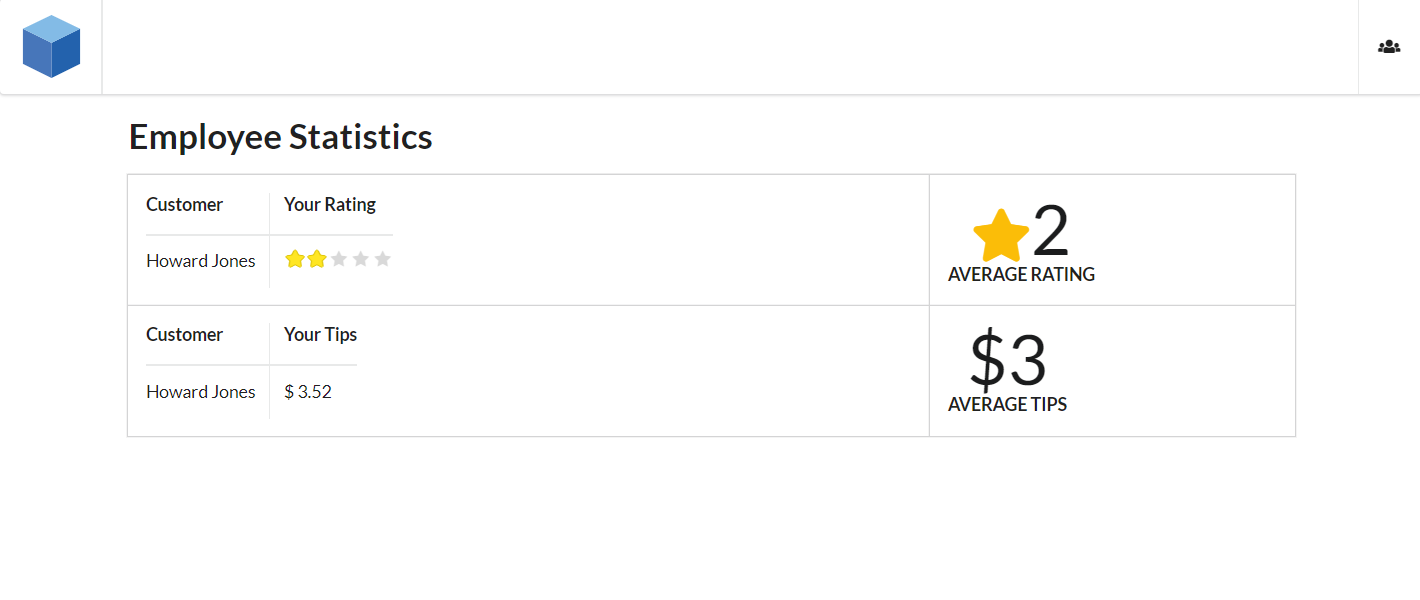 Employee Statistics
Customer Your Rating
Howard Jones
2
AVERAGE RATING
Customer Your Tips
Howard Jones $ 3.52
$3
AVERAGE TIPS